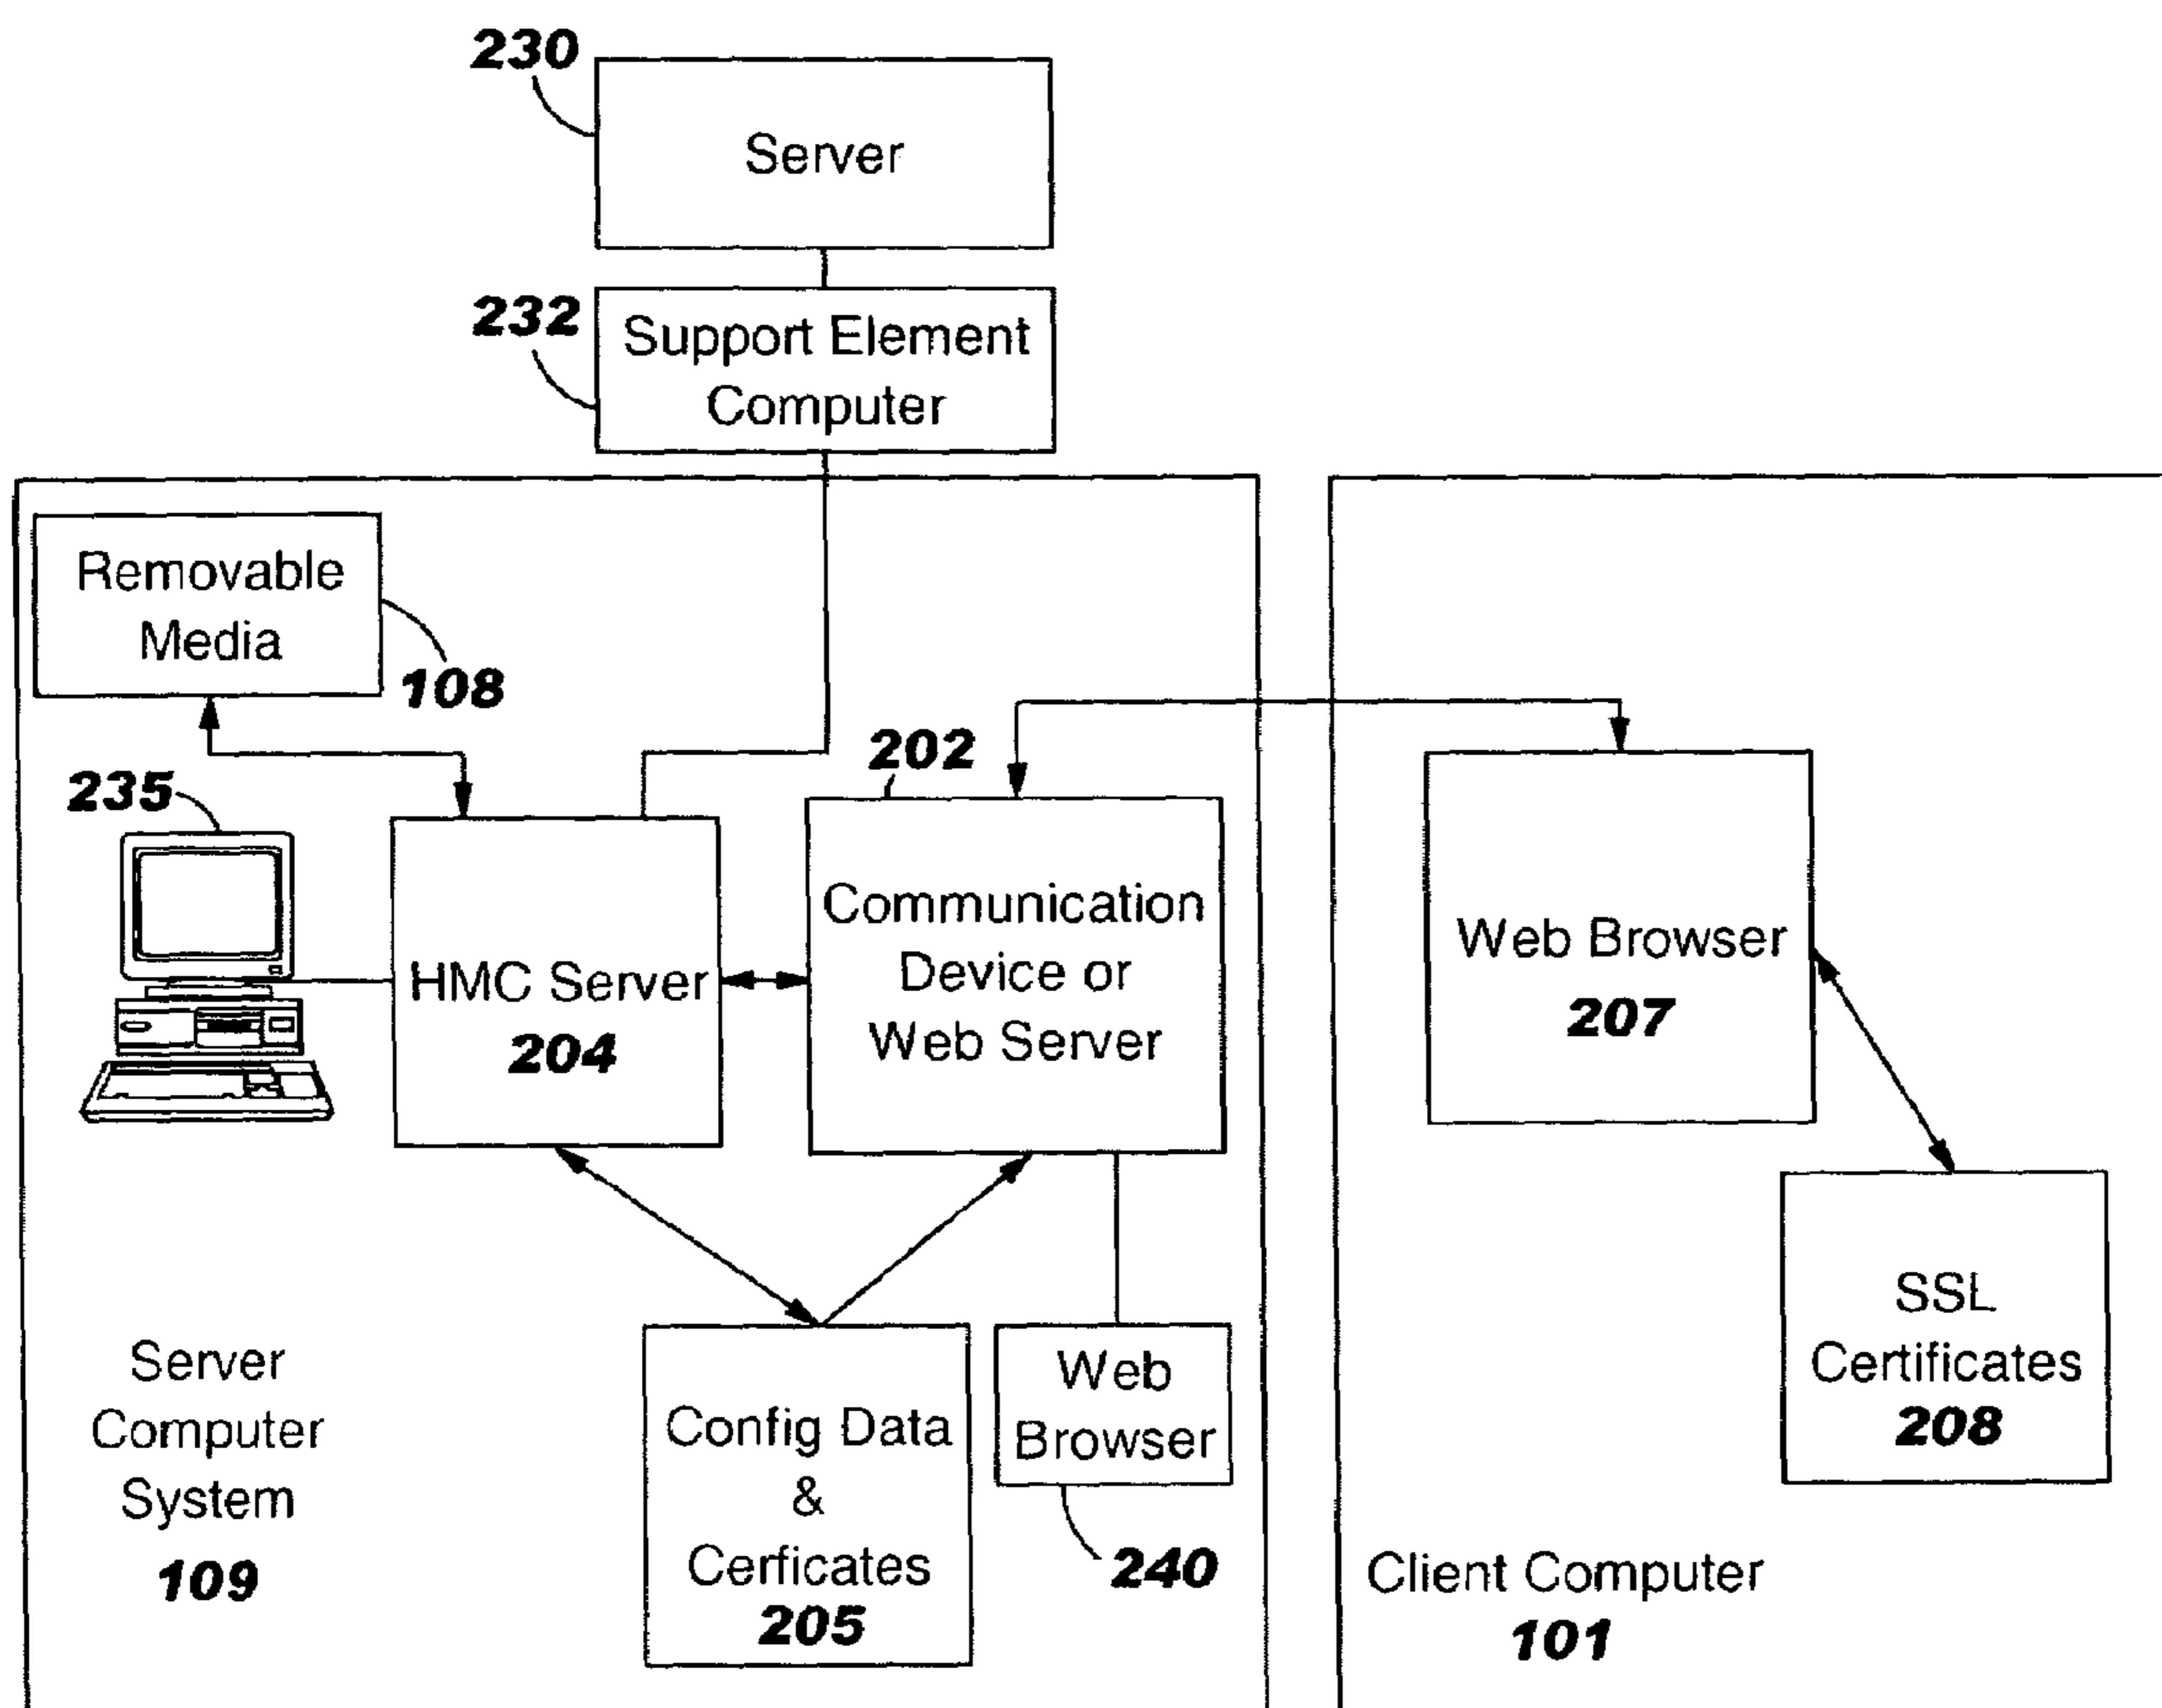 230
Server
232
Support Element
Computer
Removable
Media
108
202
235
Communication
Device or
Web Server
HMC Server
204
Web Browser
207
SSL
Certificates
208
Server
Computer
System
109
Config Data
&
Cerficates
205
Web
Browser
240
Client Computer
101